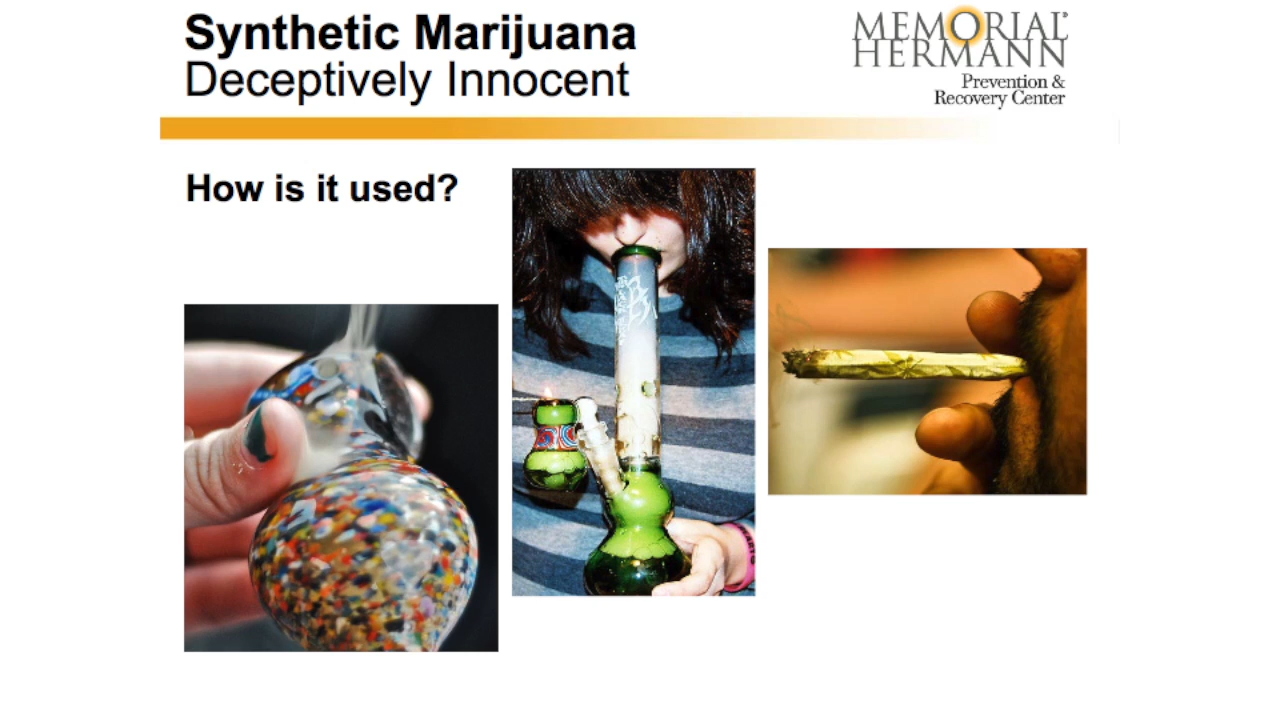 Synthetic Marijuana
Deceptively Innocent
MEMORIAL®
HERMANN
Prevention &
Recovery Center
How is it used?